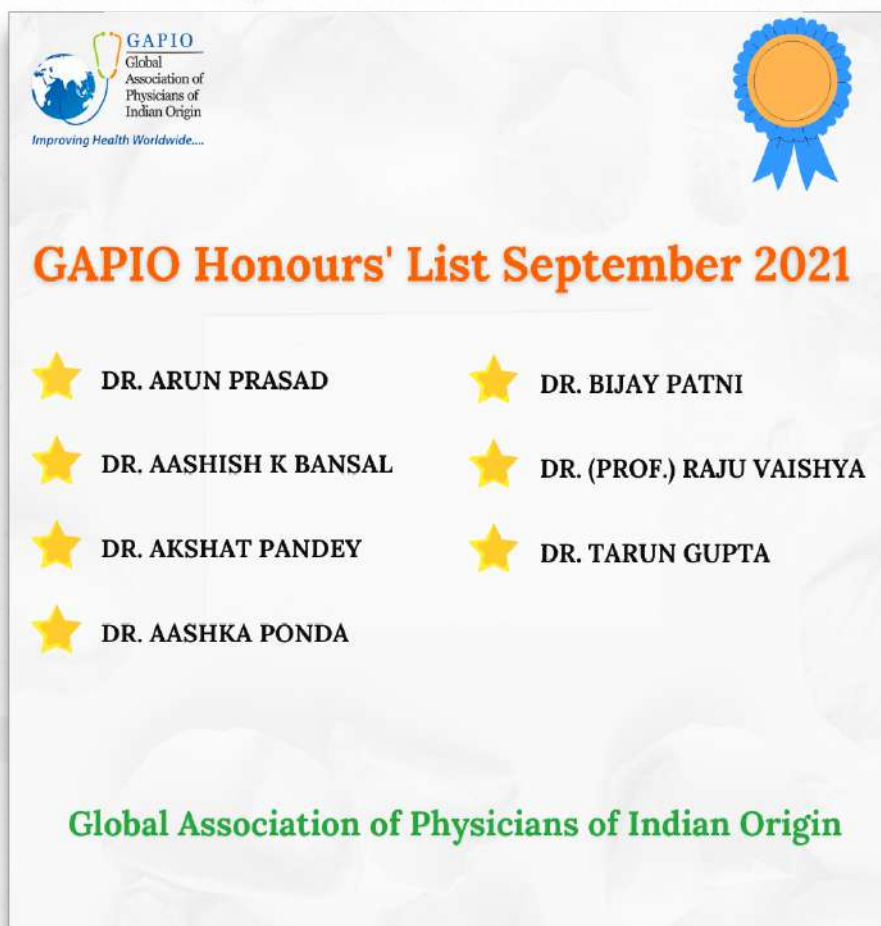 GAPIO
Global
Association of
Physicians of
Indian Origin
Improving Health Worldwide....
GAPIO Honours' List September 2021
DR. ARUN PRASAD
DR. AASHISH K BANSAL
DR. AKSHAT PANDEY
DR. AASHKA PONDA
DR. BIJAY PATNI
DR. (PROF.) RAJU VAISHYA
DR. TARUN GUPTA
Global Association of Physicians of Indian Origin